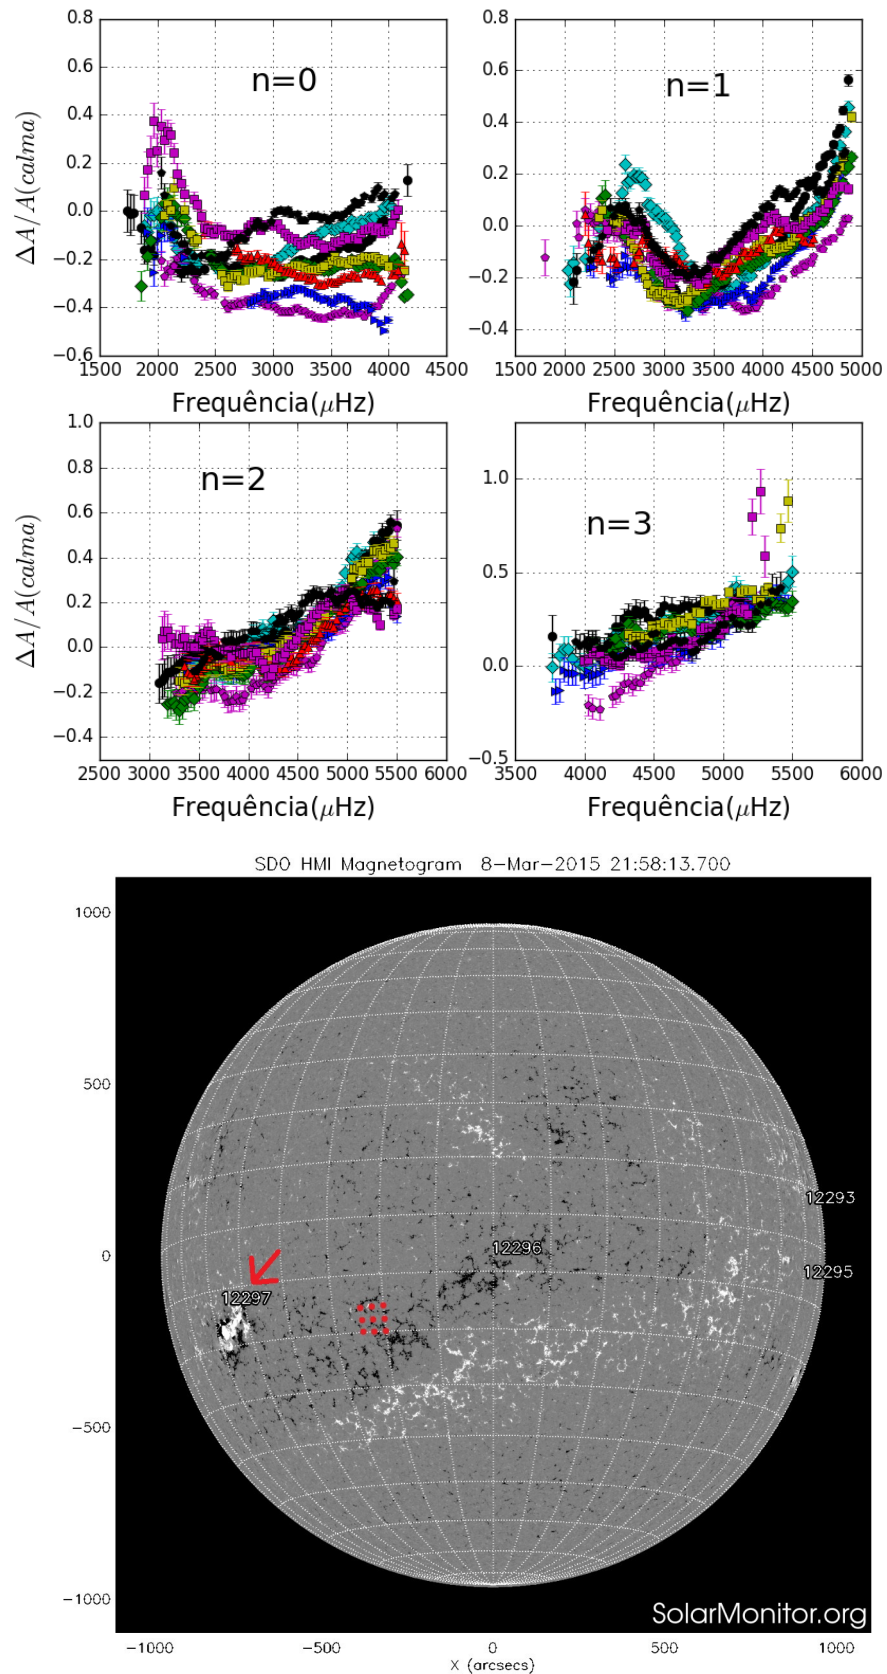 0.8
0.6
0.4
0.2
0.0
−0.2
−0.4
−0.6
ΔA/A(calma)
n=0
1500 2000 2500 3000 3500 4000 4500
Frequência(μHz)
0.8
0.6
0.4
0.2
0.0
−0.2
−0.4
n=1
1500 2000 2500 3000 3500 4000 4500 5000
Frequência(μHz)
1.0
0.8
0.6
0.4
0.2
0.0
−0.2
−0.4
ΔA/A(calma)
n=2
2500 3000 3500 4000 4500 5000 5500 6000
Frequência(μHz)
1.0
0.5
0.0
−0.5
n=3
3500 4000 4500 5000 5500 6000
Frequência(μHz)
SDO HMI Magnetogram 8-Mar-2015 21:58:13.700
1000
500
0
−500
−1000
12293
12296
12295
12297
SolarMonitor.org
−1000 −500 0 500 1000
X (arcsecs)